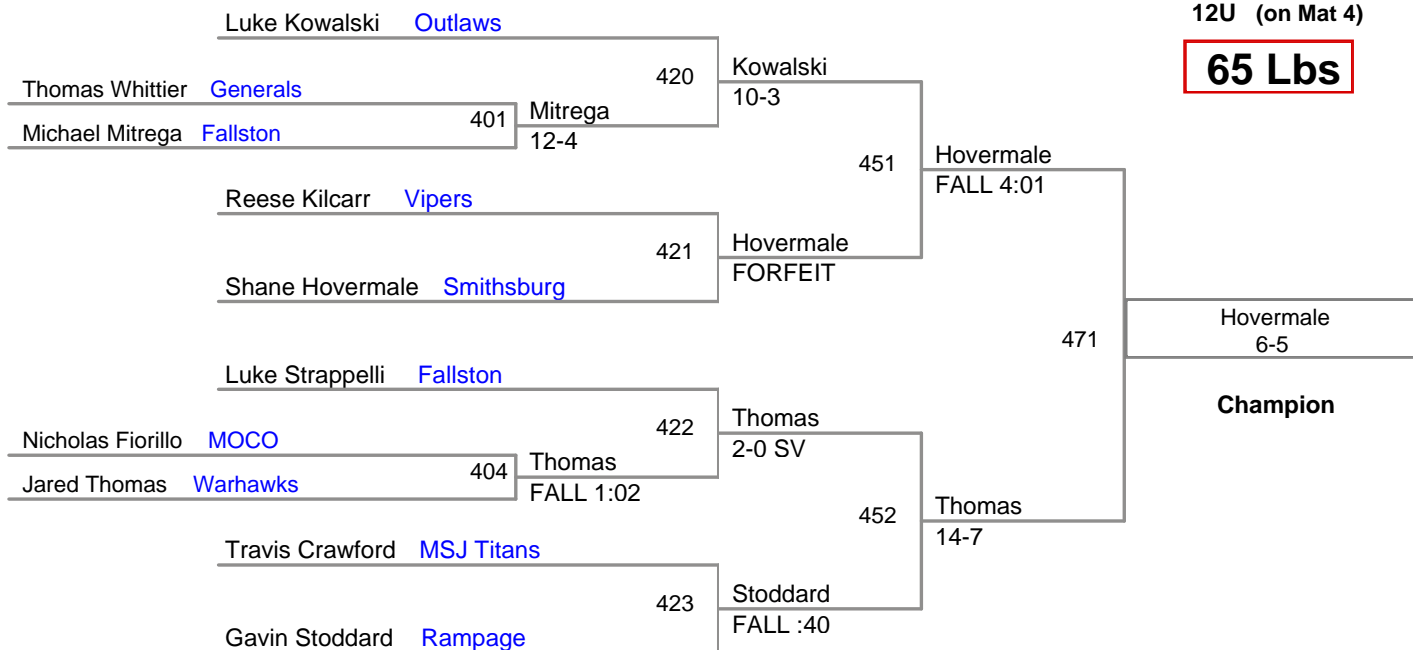 12U (on Mat 4)
65 Lbs
Luke Kowalski Outlaws
420
Kowalski
10-3
Thomas Whittier Generals
401
Mitrega
12-4
Michael Mitrega Fallston
451
Hovermale
FALL 4:01
Reese Kilcarr Vipers
421
Hovermale
FORFEIT
Shane Hovermale Smithsburg
471
Hovermale
6-5
Champion
Luke Strappelli Fallston
422
Thomas
2-0 SV
Nicholas Fiorillo MOCO
404
Thomas
FALL 1:02
Jared Thomas Warhawks
452
Thomas
14-7
Travis Crawford MSJ Titans
423
Stoddard
FALL :40
Gavin Stoddard Rampage